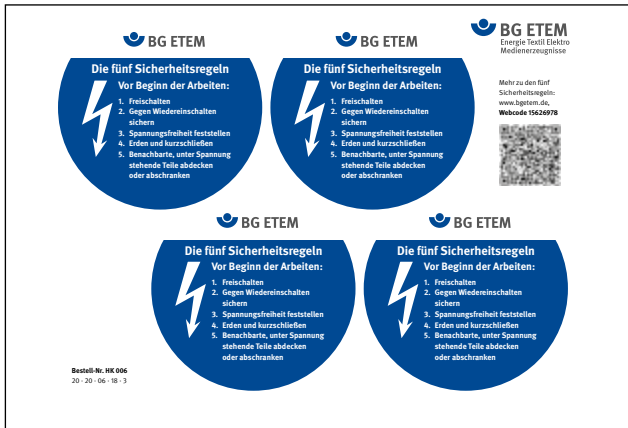 BG ETEM
Die fünf Sicherheitsregeln
Vor Beginn der Arbeiten:
1. Freischalten
2. Gegen Wiedereinschalten
sichern
3. Spannungsfreiheit feststellen
4. Erden und kurzschließen
5. Benachbarte, unter Spannung
stehende Teile abdecken
oder abschranken
BG ETEM
Die fünf Sicherheitsregeln
Vor Beginn der Arbeiten:
1. Freischalten
2. Gegen Wiedereinschalten
sichern
3. Spannungsfreiheit feststellen
4. Erden und kurzschließen
5. Benachbarte, unter Spannung
stehende Teile abdecken
oder abschranken
BG ETEM
Energie Textil Elektro
Medienerzeugnisse
Mehr zu den fünf
Sicherheitsregeln:
www.bgetem.de,
Webcode 15626978
BG ETEM
Die fünf Sicherheitsregeln
Vor Beginn der Arbeiten:
1. Freischalten
2. Gegen Wiedereinschalten
sichern
3. Spannungsfreiheit feststellen
4. Erden und kurzschließen
5. Benachbarte, unter Spannung
stehende Teile abdecken
oder abschranken
BG ETEM
Die fünf Sicherheitsregeln
Vor Beginn der Arbeiten:
1. Freischalten
2. Gegen Wiedereinschalten
sichern
3. Spannungsfreiheit feststellen
4. Erden und kurzschließen
5. Benachbarte, unter Spannung
stehende Teile abdecken
oder abschranken
Bestell-Nr. HK 006
20 · 20 · 06 · 18 · 3